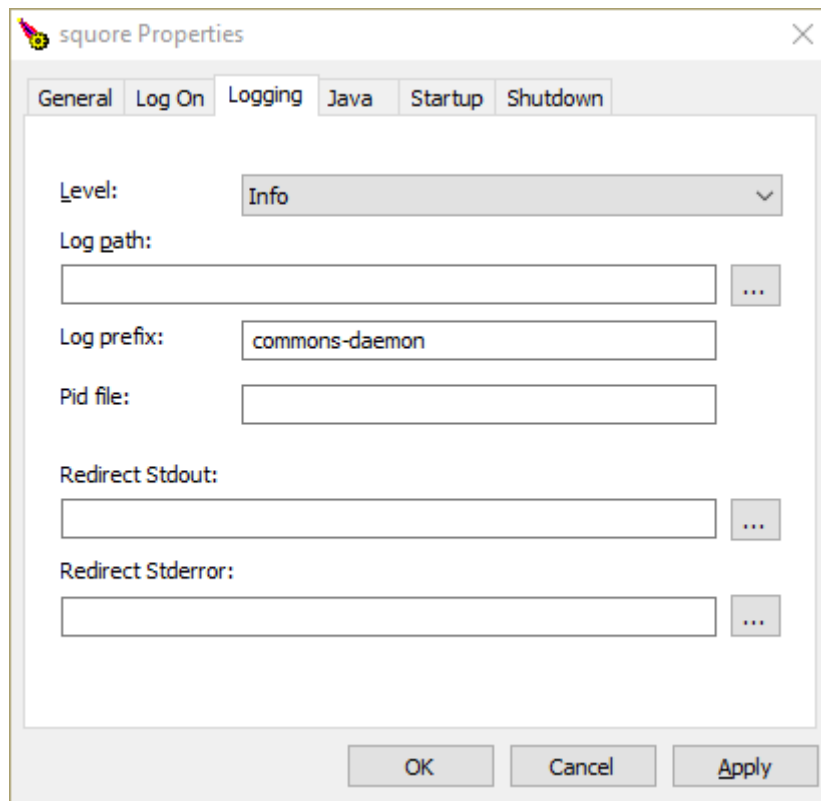 squore Properties
General Log On Logging Java Startup Shutdown
Level: Info
Log path:
...
Log prefix: commons-daemon
Pid file:
Redirect Stdout:
...
Redirect Stderror:
...
OK Cancel Apply